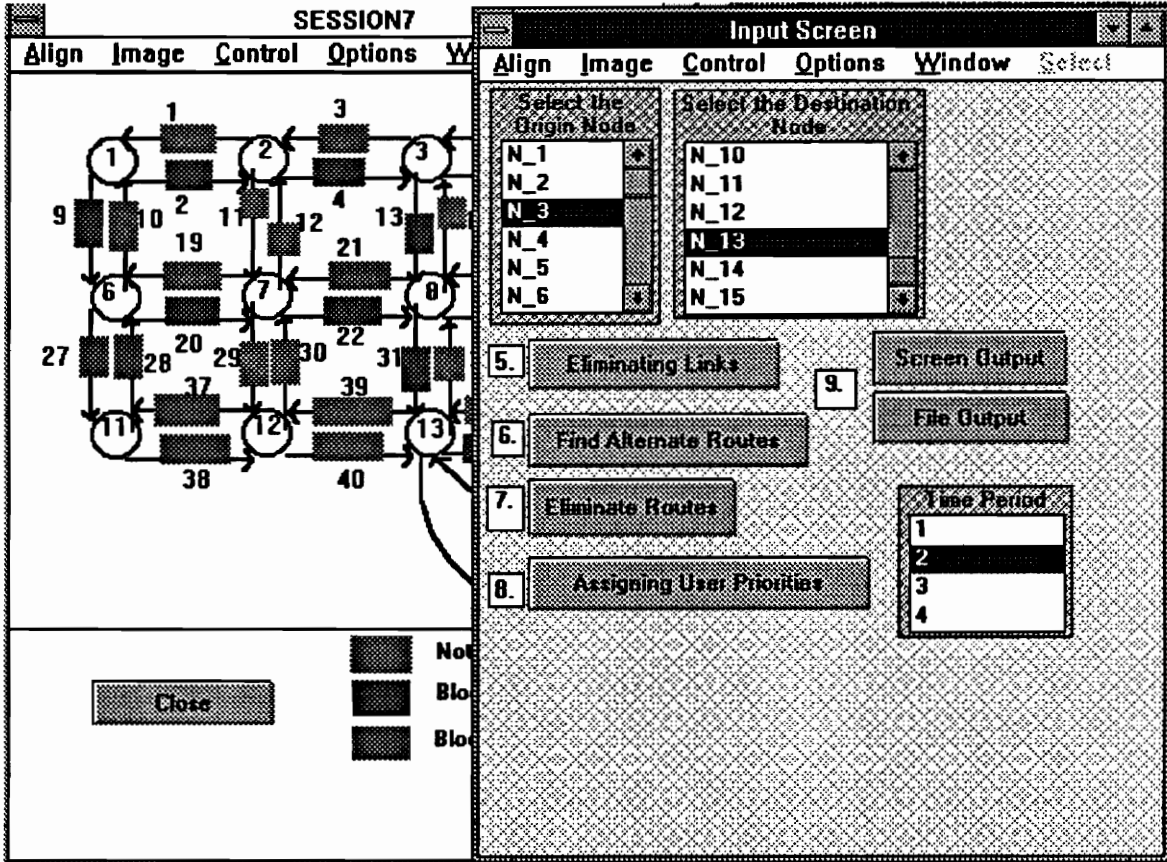 SESSION7
Align Image Control Options W
1 3
1 2 3
2 4
9 10 11 12 13
19 21
6 7 8
20 22
27 28 29 30 31
37 39
11 12 13
38 40
Close
Not
Blo
Blo
Input Screen
Align Image Control Options Window Select
Select the
Origin Node
N_1
N_2
N_3
N_4
N_5
N_6
Select the Destination
Node
N_10
N_11
N_12
N_13
N_14
N_15
5. Eliminating Links
6. Find Alternate Routes
7. Eliminate Routes
8. Assigning User Priorities
9. Screen Output
File Output
Time Period
1
2
3
4